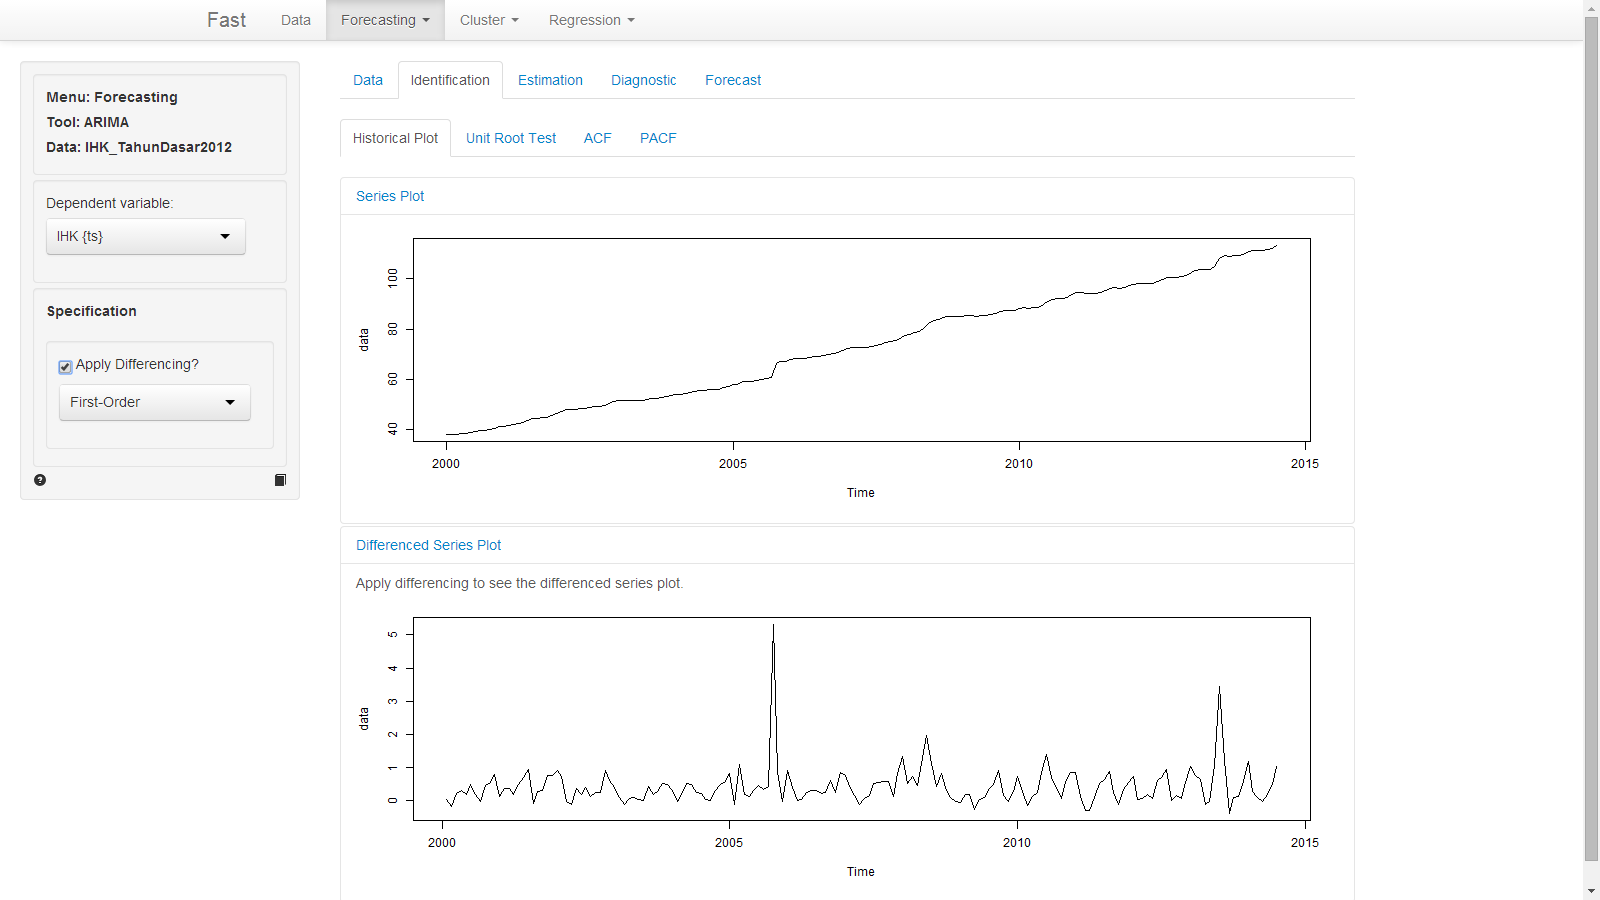 Fast Data Forecasting Cluster Regression
Menu: Forecasting
Tool: ARIMA
Data: IHK_TahunDasar2012
Dependent variable:
IHK {ts}
Specification
Apply Differencing?
First-Order
Data Identification Estimation Diagnostic Forecast
Historical Plot Unit Root Test ACF PACF
Series Plot
data
100
80
60
40
2000 2005 2010 2015
Time
Differenced Series Plot
Apply differencing to see the differenced series plot.
data
5
4
3
2
1
0
2000 2005 2010 2015
Time